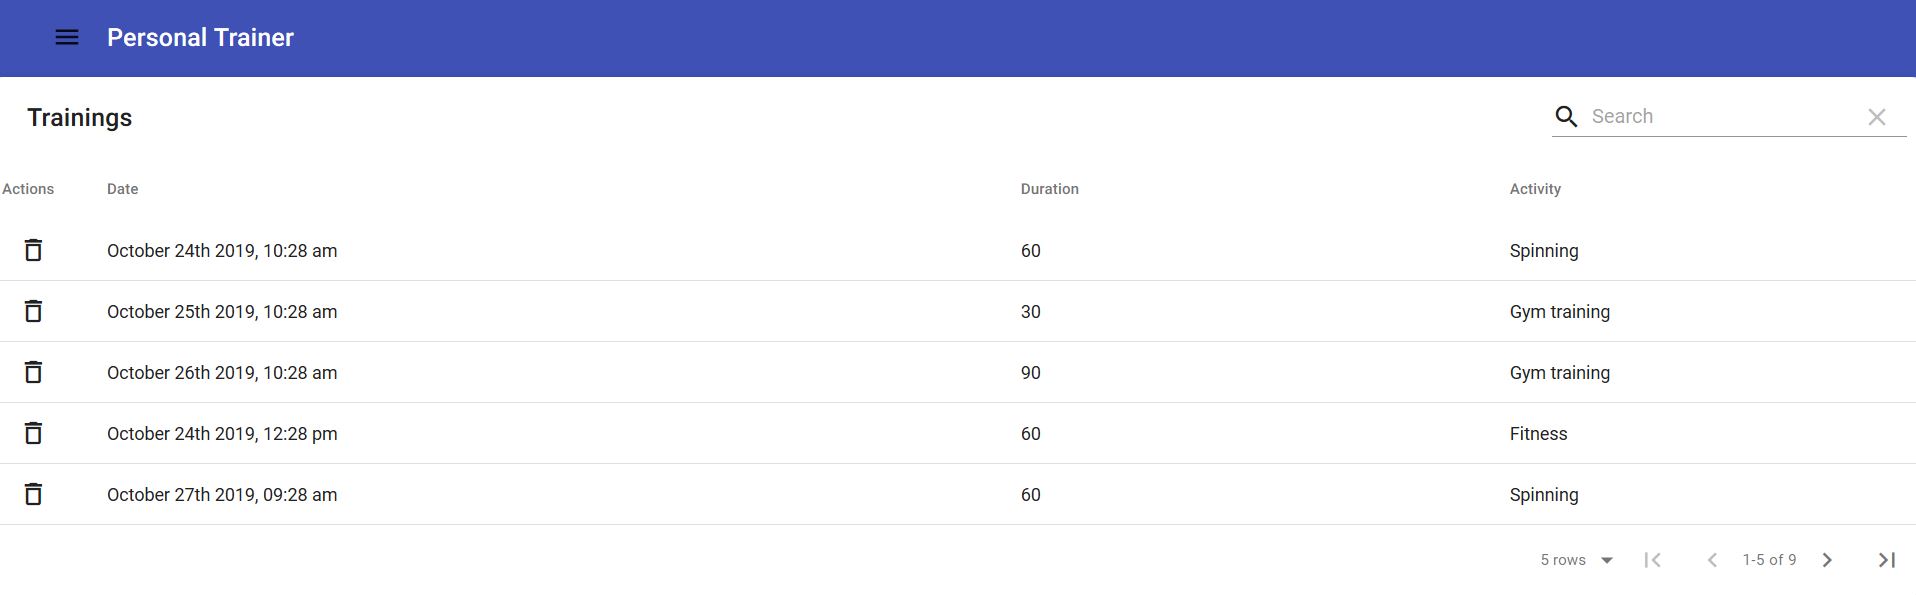 Personal Trainer
Trainings
Search
Actions Date Duration Activity
October 24th 2019, 10:28 am 60 Spinning
October 25th 2019, 10:28 am 30 Gym training
October 26th 2019, 10:28 am 90 Gym training
October 24th 2019, 12:28 pm 60 Fitness
October 27th 2019, 09:28 am 60 Spinning
5 rows 1-5 of 9